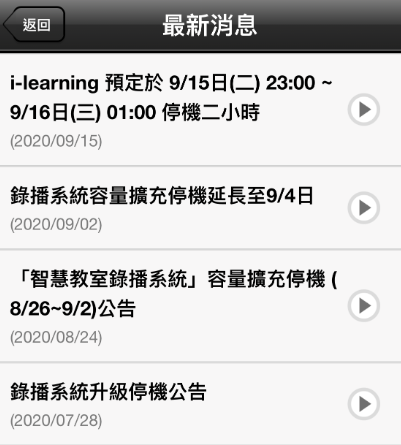 返回
最新消息
i-learning 預定於 9/15日(二) 23:00 ~
9/16日(三) 01:00 停機二小時
(2020/09/15)
錄播系統容量擴充停機延長至9/4日
(2020/09/02)
「智慧教室錄播系統」容量擴充停機 (
8/26~9/2)公告
(2020/08/24)
錄播系統升級停機公告
(2020/07/28)